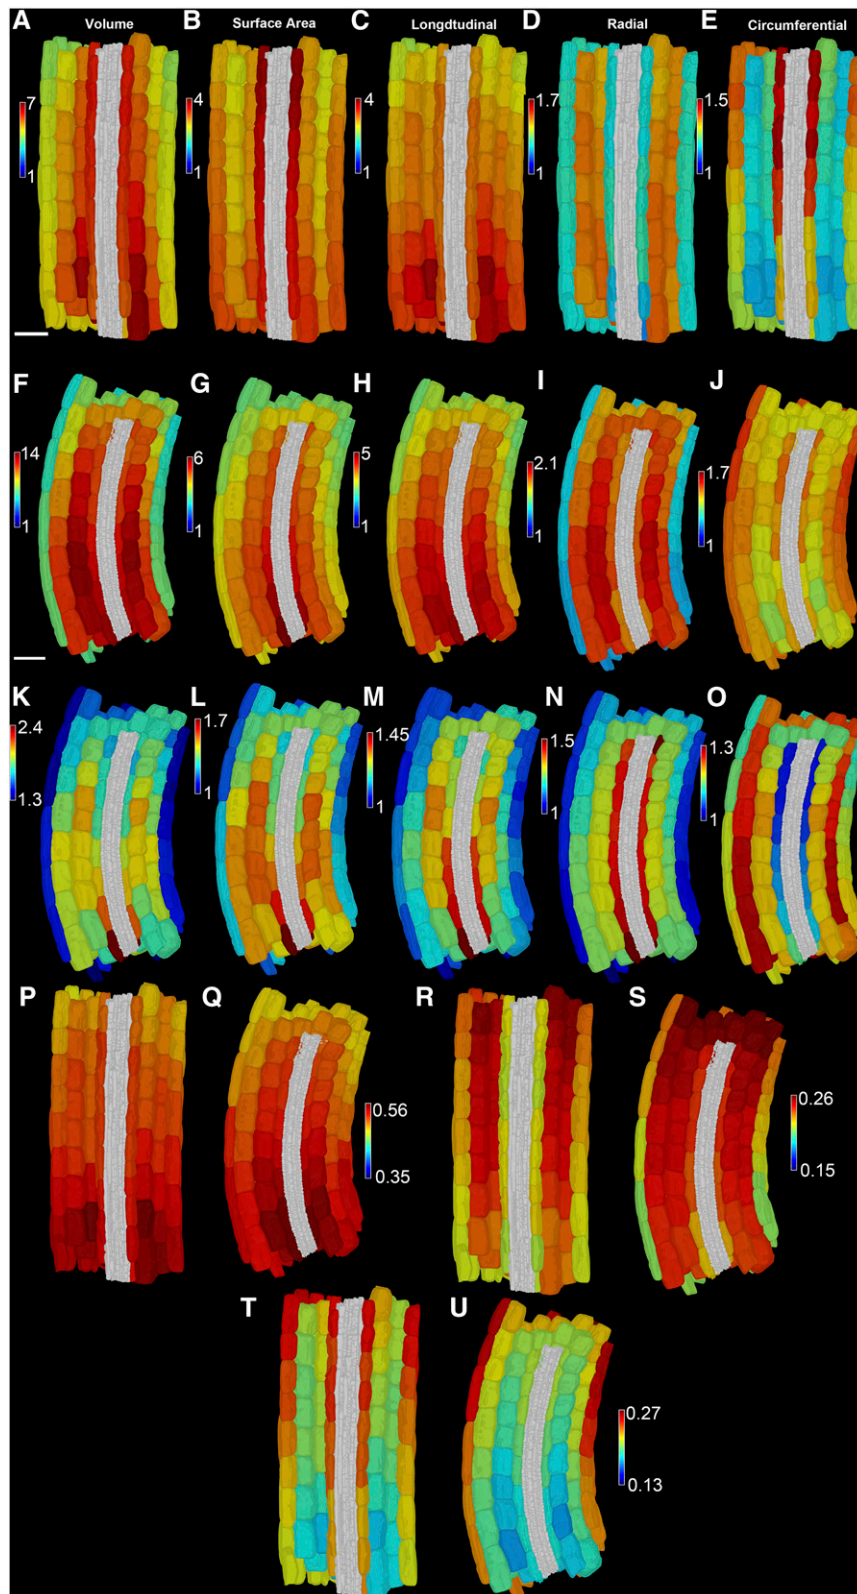 A Volume B Surface Area C Longdtudinal D Radial E Circumferential
7 4 4 1.7 1.5
1 1 1 1 1
F G H I J
14 6 5 2.1 1.7
1 1 1 1 1
K L M N O
2.4 1.7 1.45 1.5 1.3
1.3 1 1 1 1
P Q R S
0.56 0.26
0.35 0.15
T U
0.27
0.13